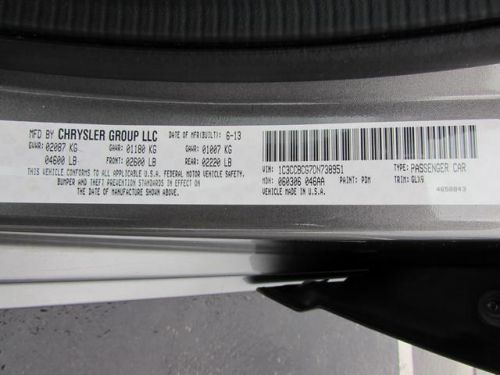 MFD BY CHRYSLER GROUP LLC DATE OF MFR(BUILT) 6-13
GVWR: 02087 KG GAWR: 01180 KG GAWR: 01007 KG
04600 LB FRONT: 02600 LB REAR: 02220 LB
THIS VEHICLE CONFORMS TO ALL APPLICABLE U.S.A. FEDERAL MOTOR VEHICLE SAFETY.
BUMPER AND THEFT PREVENTION STANDARDS IN EFFECT ON
THE DATE OF MANUFACTURE SHOWN ABOVE.
VIN: 1C3CCBCG7DN738951 TYPE: PASSENGER CAR
MDH: 060306 046AA PAINT: PDM TRIM: QLX9
VEHICLE MADE IN U.S.A. 4658043